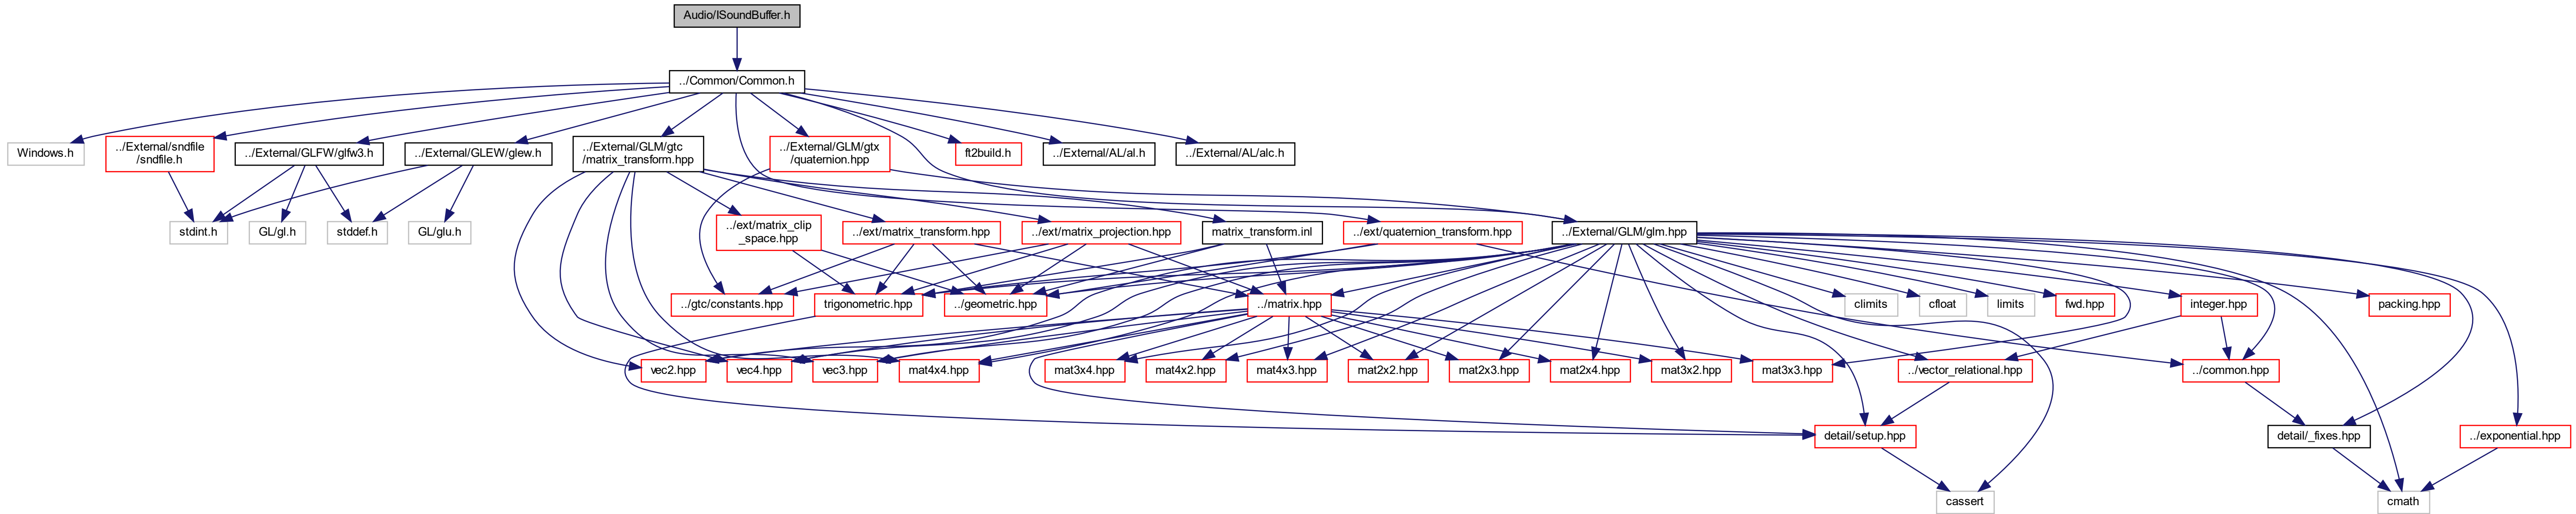 Audio/ISoundBuffer.h
../Common/Common.h
Windows.h
../External/sndfile
/sndfile.h
../External/GLFW/glfw3.h
../External/GLEW/glew.h
../External/GLM/gtc
/matrix_transform.hpp
../External/GLM/gtx
/quaternion.hpp
ft2build.h
../External/AL/al.h
../External/AL/alc.h
stdint.h
GL/gl.h
stddef.h
GL/glu.h
../ext/matrix_clip
_space.hpp
../ext/matrix_transform.hpp
../ext/matrix_projection.hpp
matrix_transform.inl
../ext/quaternion_transform.hpp
../External/GLM/glm.hpp
../gtc/constants.hpp
trigonometric.hpp
../geometric.hpp
../matrix.hpp
climits
cfloat
limits
fwd.hpp
integer.hpp
packing.hpp
vec2.hpp
vec4.hpp
vec3.hpp
mat4x4.hpp
mat3x4.hpp
mat4x2.hpp
mat4x3.hpp
mat2x2.hpp
mat2x3.hpp
mat2x4.hpp
mat3x2.hpp
mat3x3.hpp
../vector_relational.hpp
../common.hpp
detail/setup.hpp
detail/_fixes.hpp
../exponential.hpp
cassert
cmath